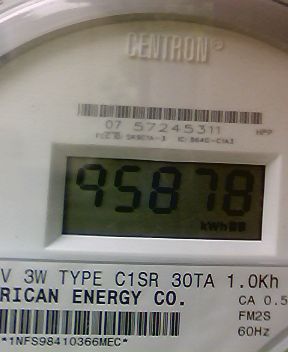 CENTRON®
07 57245311 HPP
95878
kWh
V 3W TYPE C1SR 30TA 1.0Kh
RICAN ENERGY CO. CA 0.5
FM2S
60Hz
*1NFS98410366MEC*